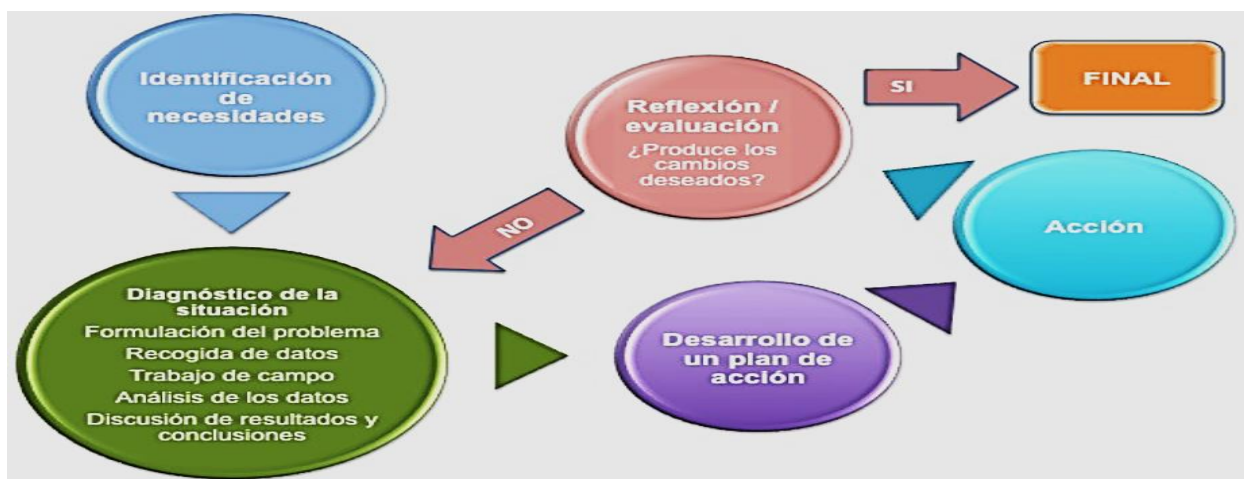 Identificación
de
necesidades
Diagnóstico de la
situación
Formulación del problema
Recogida de datos
Trabajo de campo
Análisis de los datos
Discusión de resultados y
conclusiones
Desarrollo de
un plan de
acción
Acción
Reflexión /
evaluación
¿Produce los
cambios
deseados?
NO
SI
FINAL